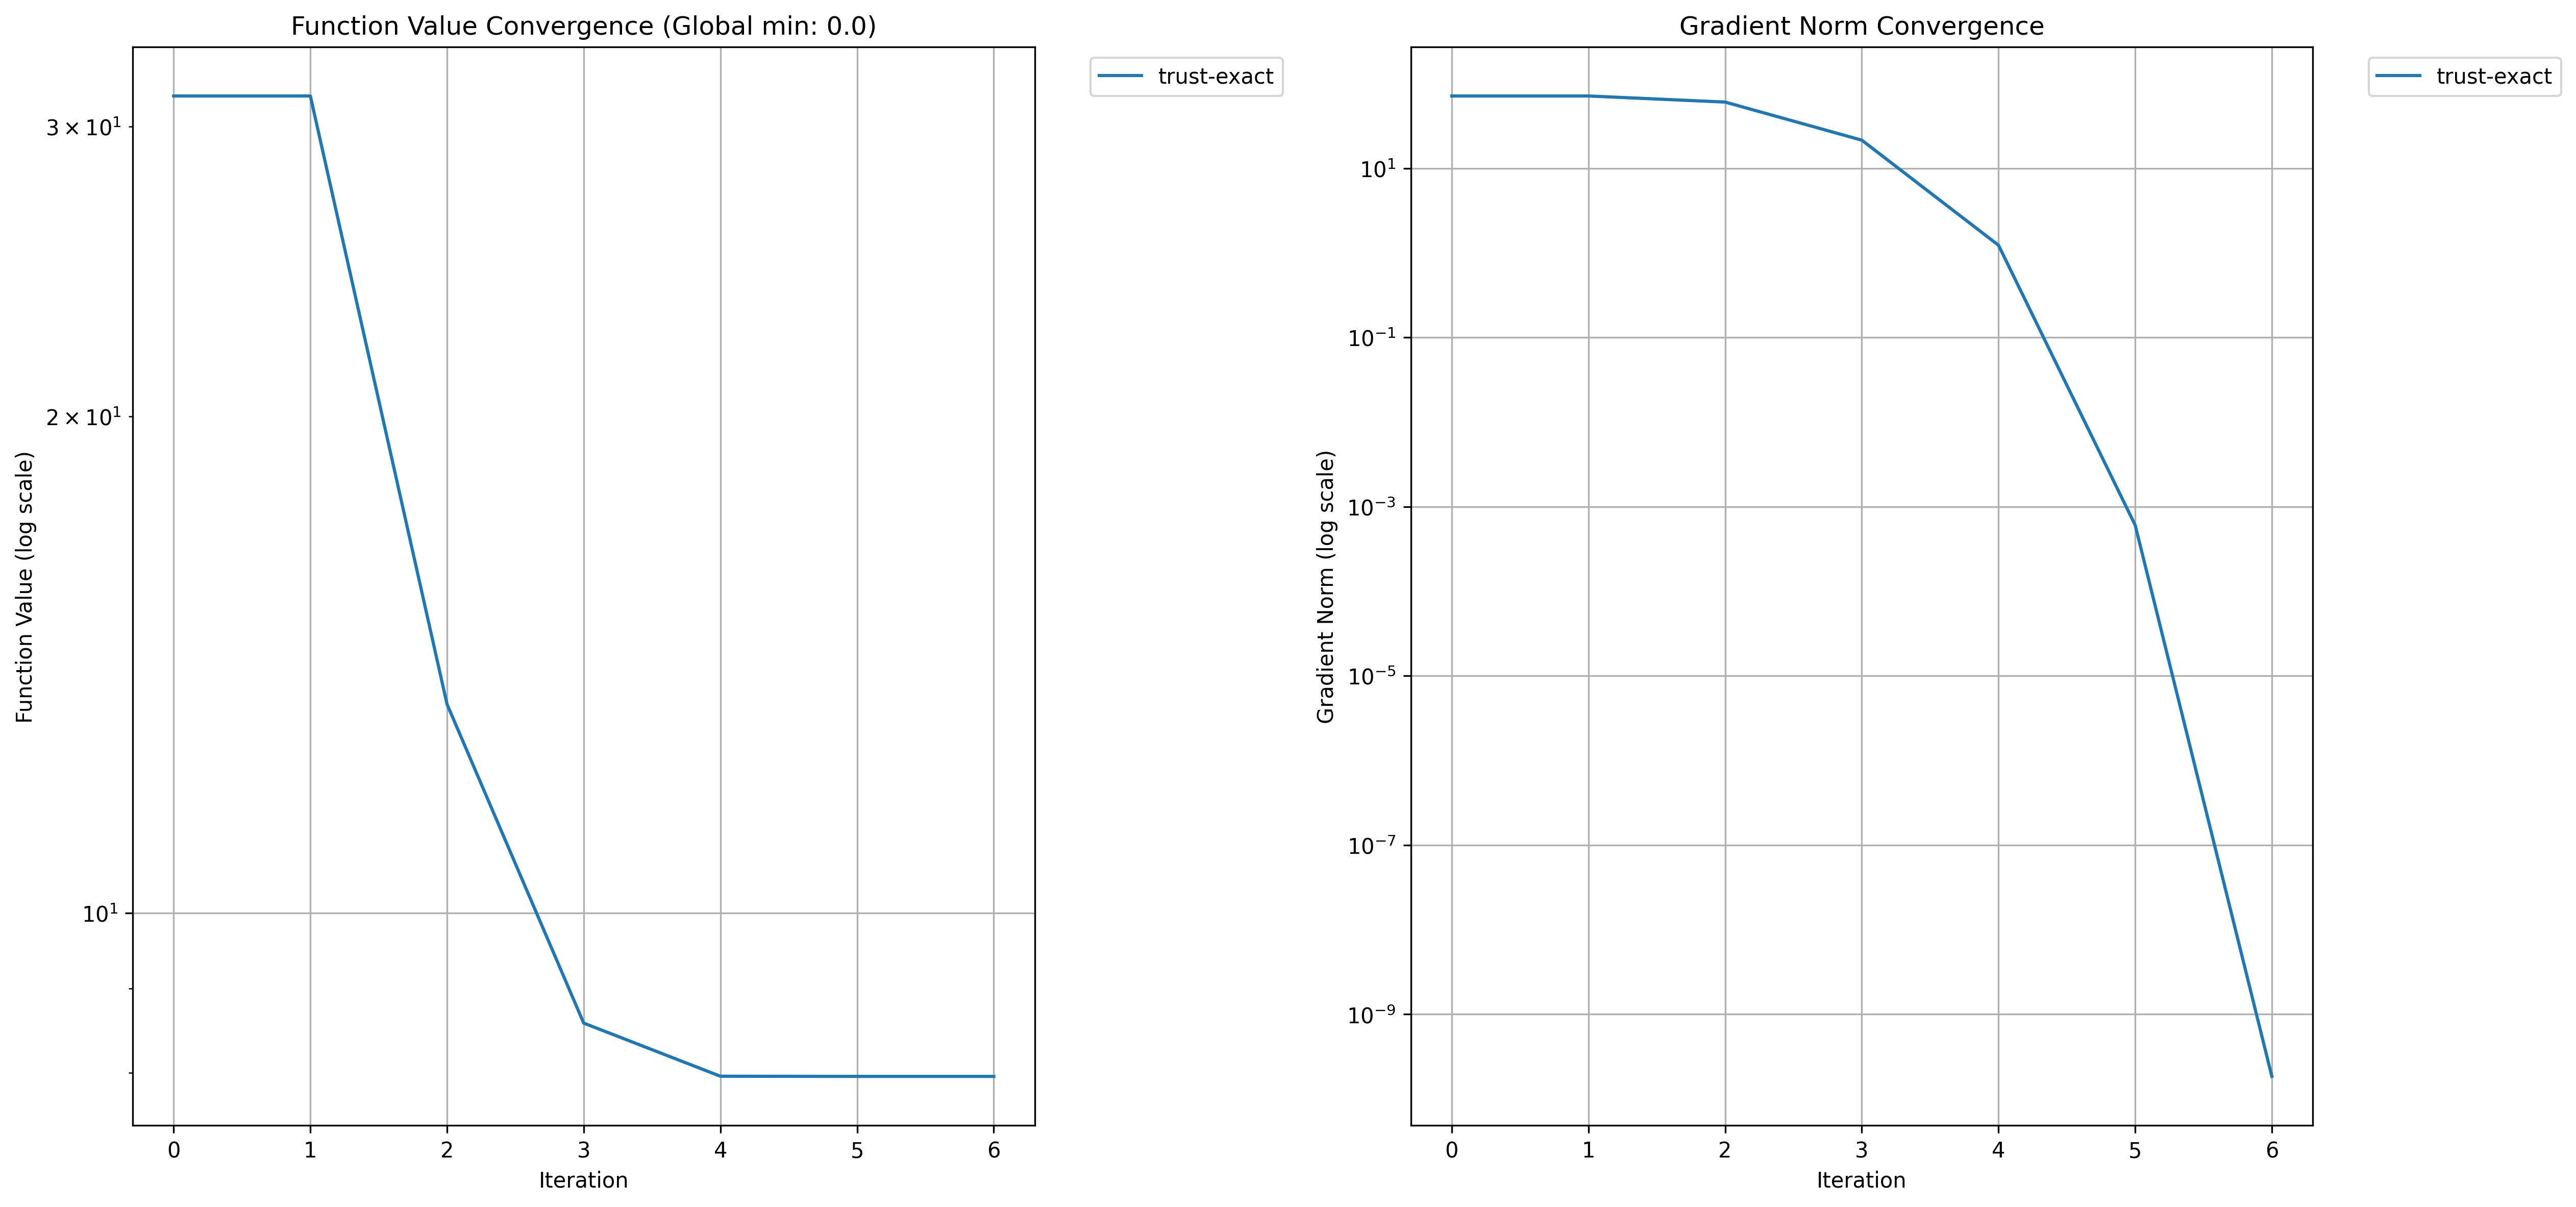 Function Value Convergence (Global min: 0.0)
3 × 10¹
2 × 10¹
10¹
Function Value (log scale)
0 1 2 3 4 5 6
Iteration
trust-exact
Gradient Norm Convergence
10¹
10⁻¹
10⁻³
10⁻⁵
10⁻⁷
10⁻⁹
Gradient Norm (log scale)
0 1 2 3 4 5 6
Iteration
trust-exact